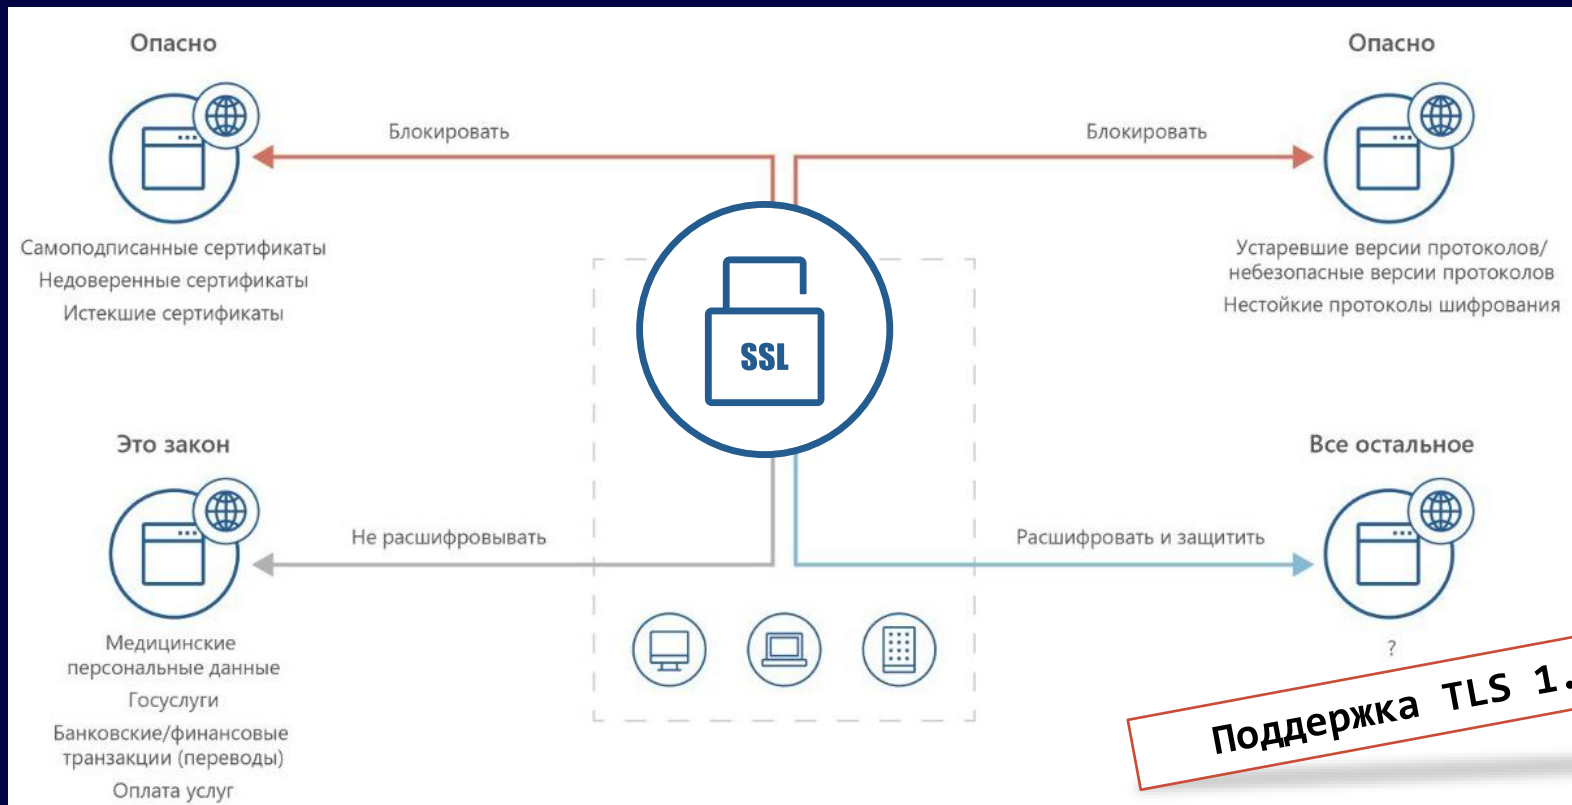 Опасно
Опасно
Блокировать
Блокировать
Самоподписанные сертификаты
Недоверенные сертификаты
Истекшие сертификаты
Устаревшие версии протоколов/
небезопасные версии протоколов
Нестойкие протоколы шифрования
SSL
Это закон
Все остальное
Не расшифровывать
Расшифровать и защитить
Медицинские
персональные данные
Госуслуги
Банковские/финансовые
транзакции (переводы)
Оплата услуг
?
Поддержка TLS 1.